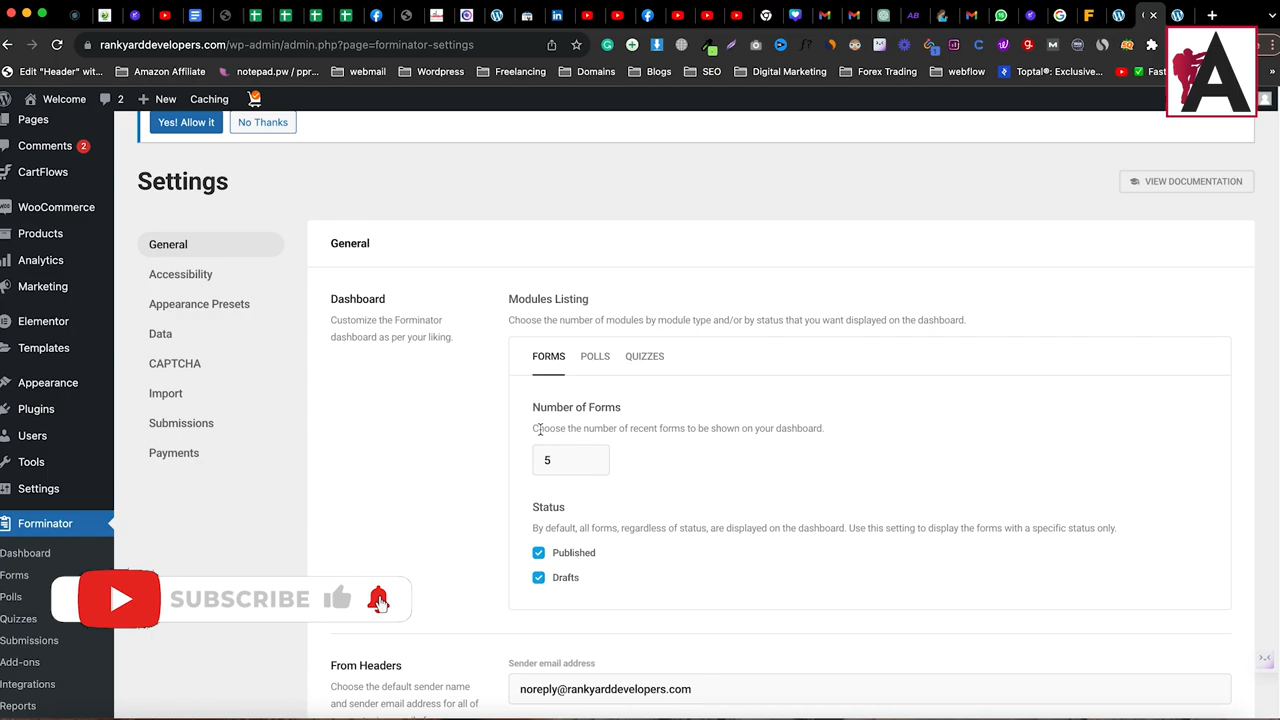 rankyarddevelopers.com/wp-admin/admin.php?page=forminator-settings
Edit "Header" wit...
Amazon Affiliate
notepad.pw / ppr...
webmail
Wordpress
Freelancing
Domains
Blogs
SEO
Digital Marketing
Forex Trading
webflow
Toptal®: Exclusive...
Fast
A
Welcome
2
New
Caching
Pages
Comments 2
CartFlows
WooCommerce
Products
Analytics
Marketing
Elementor
Templates
Appearance
Plugins
Users
Tools
Settings
Forminator
Dashboard
Forms
Polls
Quizzes
Submissions
Add-ons
Integrations
Reports
Yes! Allow it
No Thanks
Settings
VIEW DOCUMENTATION
General
Accessibility
Appearance Presets
Data
CAPTCHA
Import
Submissions
Payments
General
Dashboard
Customize the Forminator
dashboard as per your liking.
Modules Listing
Choose the number of modules by module type and/or by status that you want displayed on the dashboard.
FORMS
POLLS
QUIZZES
Number of Forms
Choose the number of recent forms to be shown on your dashboard.
5
Status
By default, all forms, regardless of status, are displayed on the dashboard. Use this setting to display the forms with a specific status only.
Published
Drafts
SUBSCRIBE
From Headers
Choose the default sender name
and sender email address for all of
Sender email address
noreply@rankyarddevelopers.com